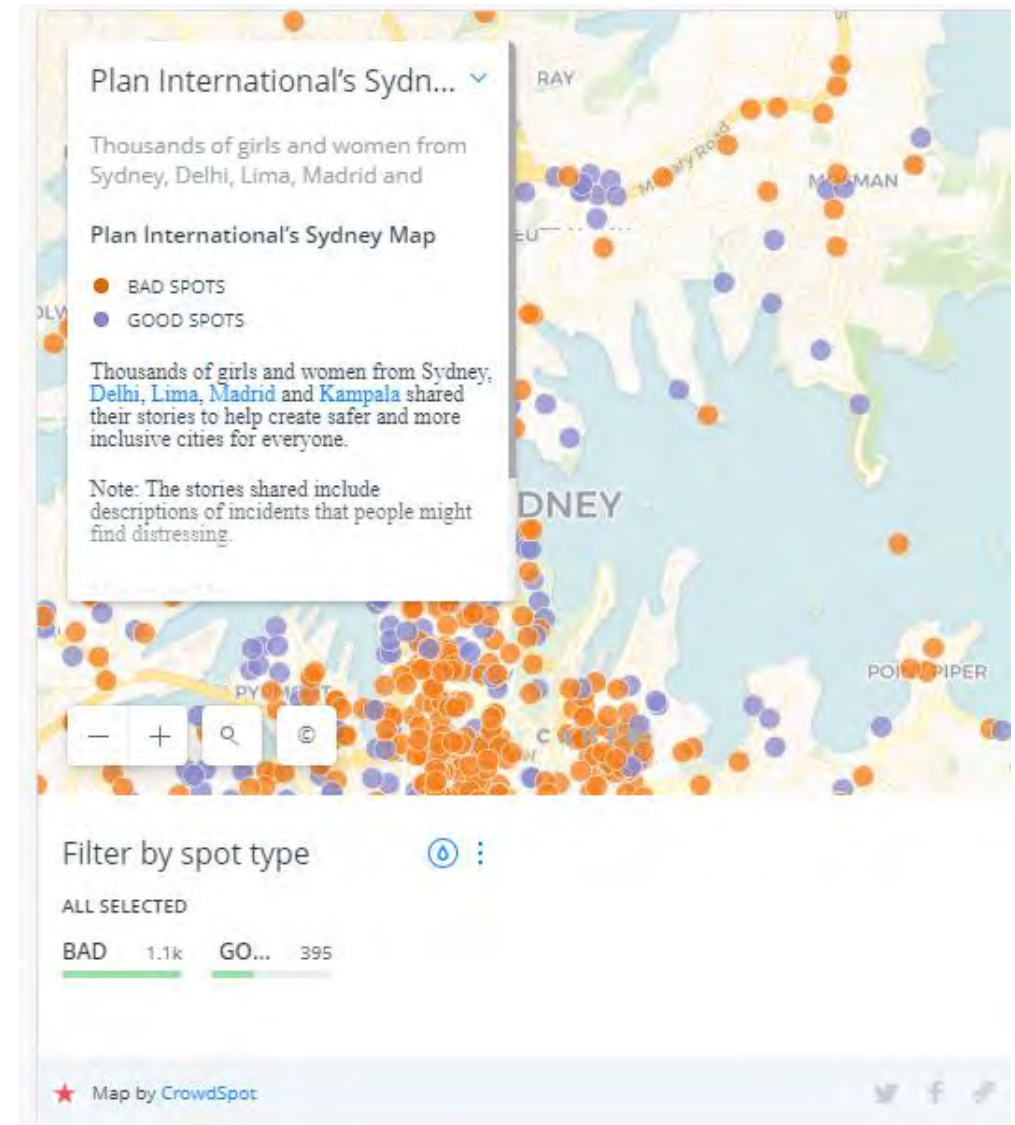 RAY
Plan International's Sydn...
Thousands of girls and women from
Sydney, Delhi, Lima, Madrid and
Military Road
MOSMAN
Plan International's Sydney Map
EU
BAD SPOTS
GOOD SPOTS
OLW
Thousands of girls and women from Sydney,
Delhi, Lima, Madrid and Kampala shared
their stories to help create safer and more
inclusive cities for everyone.
Note: The stories shared include
descriptions of incidents that people might
find distressing.
DNEY
POINT PIPER
PYRMONT
©
Filter by spot type
ALL SELECTED
BAD 1.1k GO... 395
Map by CrowdSpot